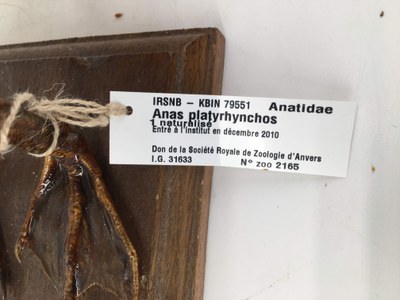 IRSNB – KBIN 79551 Anatidae
Anas platyrhynchos
1 naturalisé
Entré à l'institut en décembre 2010
Don de la Société Royale de Zoologie d'Anvers
I.G. 31633 N° zoo 2165